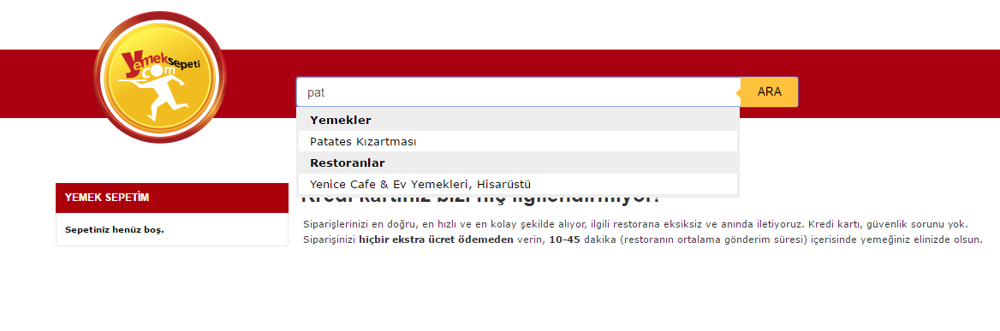 Yemek sepeti
com
pat
ARA
Yemekler
Patates Kızartması
Restoranlar
Yenice Cafe & Ev Yemekleri, Hisarüstü
YEMEK SEPETİM
Sepetiniz henüz boş.
Kredi kartınız bizi hiç ilgilendirmiyor!
Siparişlerinizi en doğru, en hızlı ve en kolay şekilde alıyor, ilgili restorana eksiksiz ve anında iletiyoruz. Kredi kartı, güvenlik sorunu yok.
Siparişinizi hiçbir ekstra ücret ödemeden verin, 10-45 dakika (restoranın ortalama gönderim süresi) içerisinde yemeğiniz elinizde olsun.